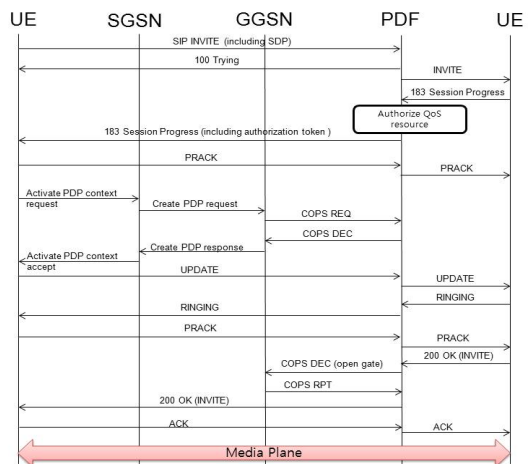 UE SGSN GGSN PDF UE
SIP INVITE (including SDP)
100 Trying
INVITE
183 Session Progress
Authorize QoS
resource
183 Session Progress (including authorization token )
PRACK
PRACK
Activate PDP context
request
Create PDP request
COPS REQ
COPS DEC
Create PDP response
Activate PDP context
accept
UPDATE
UPDATE
RINGING
RINGING
PRACK
PRACK
200 OK (INVITE)
COPS DEC (open gate)
COPS RPT
200 OK (INVITE)
ACK
ACK
Media Plane